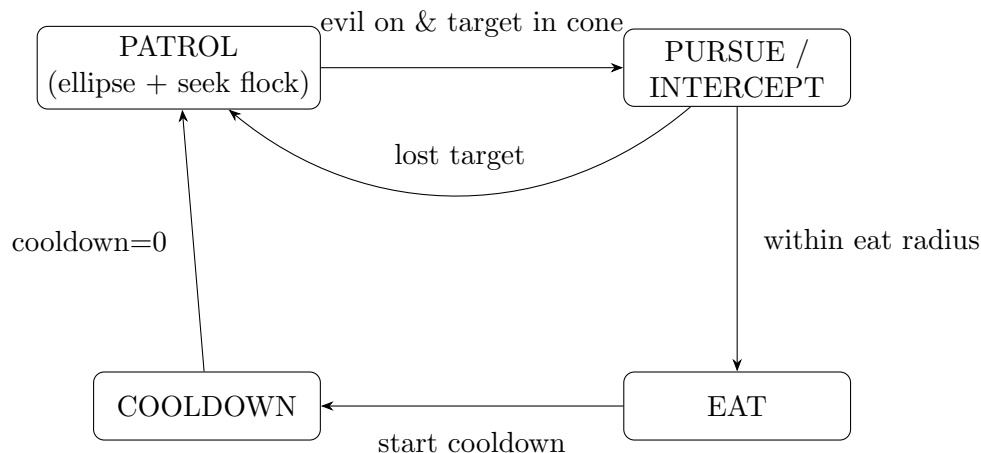 evil on & target in cone
PATROL
(ellipse + seek flock)
PURSUE /
INTERCEPT
lost target
cooldown=0
within eat radius
COOLDOWN
EAT
start cooldown